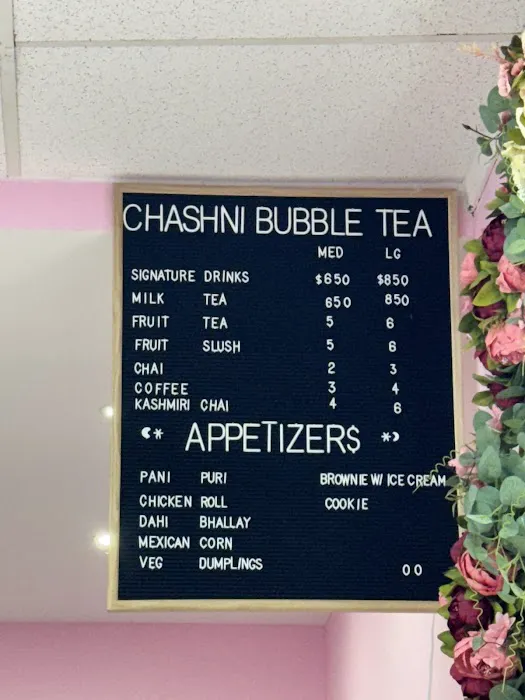 CHASHNI BUBBLE TEA
MED LG
SIGNATURE DRINKS $650 $850
MILK TEA 650 850
FRUIT TEA 5 6
FRUIT SLUSH 5 6
CHAI 2 3
COFFEE 3 4
KASHMIRI CHAI 4 6
APPETIZER$
PANI PURI BROWNIE W/ ICE CREAM
CHICKEN ROLL COOKIE
DAHI BHALLAY
MEXICAN CORN
VEG DUMPLINGS 00